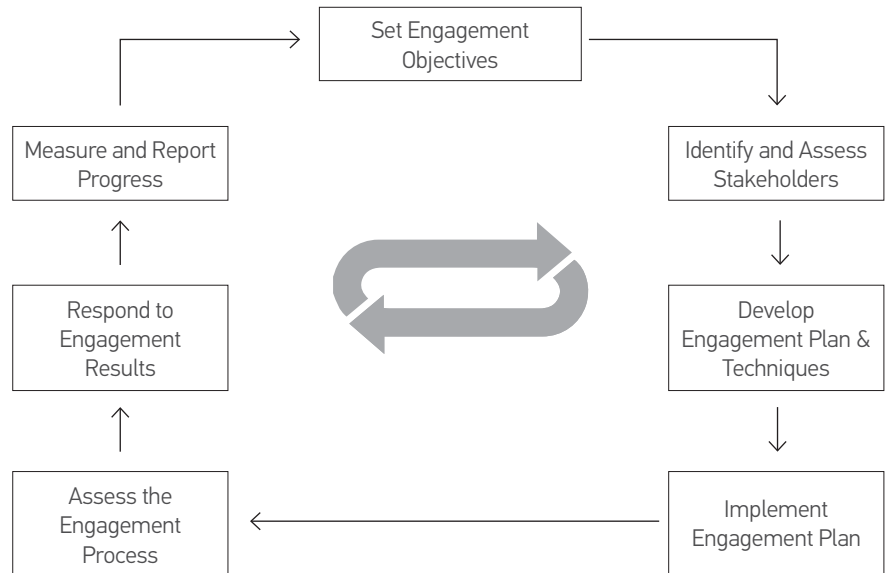 Set Engagement
Objectives
Identify and Assess
Stakeholders
Develop
Engagement Plan &
Techniques
Implement
Engagement Plan
Assess the
Engagement
Process
Respond to
Engagement
Results
Measure and Report
Progress